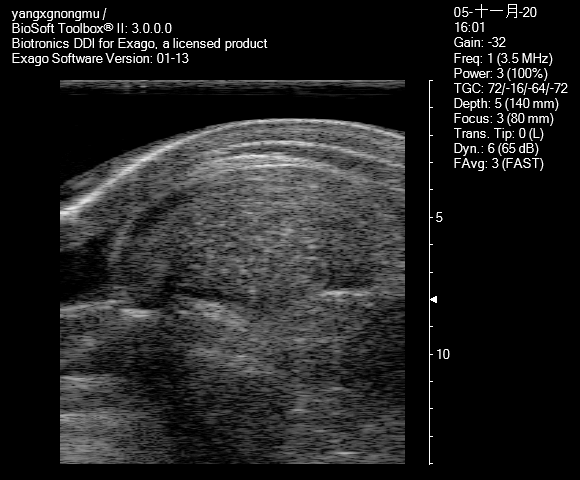 yangxgnongmu /
BioSoft Toolbox® II: 3.0.0.0
Biotronics DDI for Exago, a licensed product
Exago Software Version: 01-13
05-十一月-20
16:01
Gain: -32
Freq: 1 (3.5 MHz)
Power: 3 (100%)
TGC: 72/-16/-64/-72
Depth: 5 (140 mm)
Focus: 3 (80 mm)
Trans. Tip: 0 (L)
Dyn.: 6 (65 dB)
FAvg: 3 (FAST)
5
10